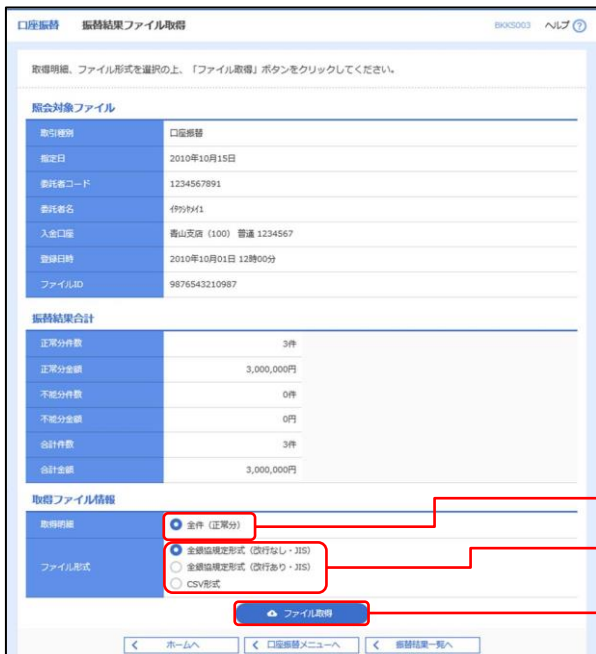 口座振替 振替結果ファイル取得 BKKS003 ヘルプ ?
取得明細、ファイル形式を選択の上、「ファイル取得」ボタンをクリックしてください。
照会対象ファイル
取引種別 口座振替
指定日 2010年10月15日
委託者コード 1234567891
委託者名 ｲﾀｸｼｬﾒｲ1
入金口座 青山支店（100） 普通 1234567
登録日時 2010年10月01日 12時00分
ファイルID 9876543210987
振替結果合計
正常分件数 3件
正常分金額 3,000,000円
不能分件数 0件
不能分金額 0円
合計件数 3件
合計金額 3,000,000円
取得ファイル情報
取得明細 全件（正常分）
ファイル形式 全銀協規定形式（改行なし・JIS）
全銀協規定形式（改行あり・JIS）
CSV形式
ファイル取得
ホームへ 口座振替メニューへ 振替結果一覧へ